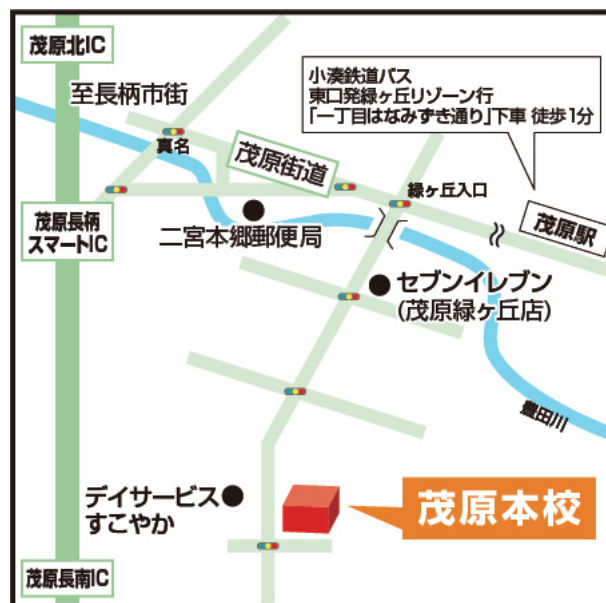 茂原北IC
至長柄市街
小湊鉄道バス
東口発緑ヶ丘リゾーン行
「一丁目はなみずき通り」下車 徒歩1分
真名
茂原街道
緑ヶ丘入口
茂原長柄
スマートIC
二宮本郷郵便局
茂原駅
セブンイレブン
(茂原緑ヶ丘店)
豊田川
デイサービス
すこやか
茂原本校
茂原長南IC